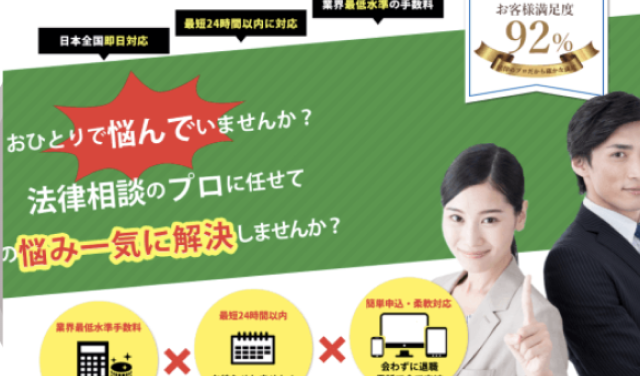 業界最低水準の手数料
最短24時間以内に対応
日本全国即日対応
お客様満足度
92%
おひとりで悩んでいませんか？
法律相談のプロに任せて
の悩み一気に解決しませんか？
業界最低水準手数料
最短24時間以内
簡単申込・柔軟対応
会わずに退職